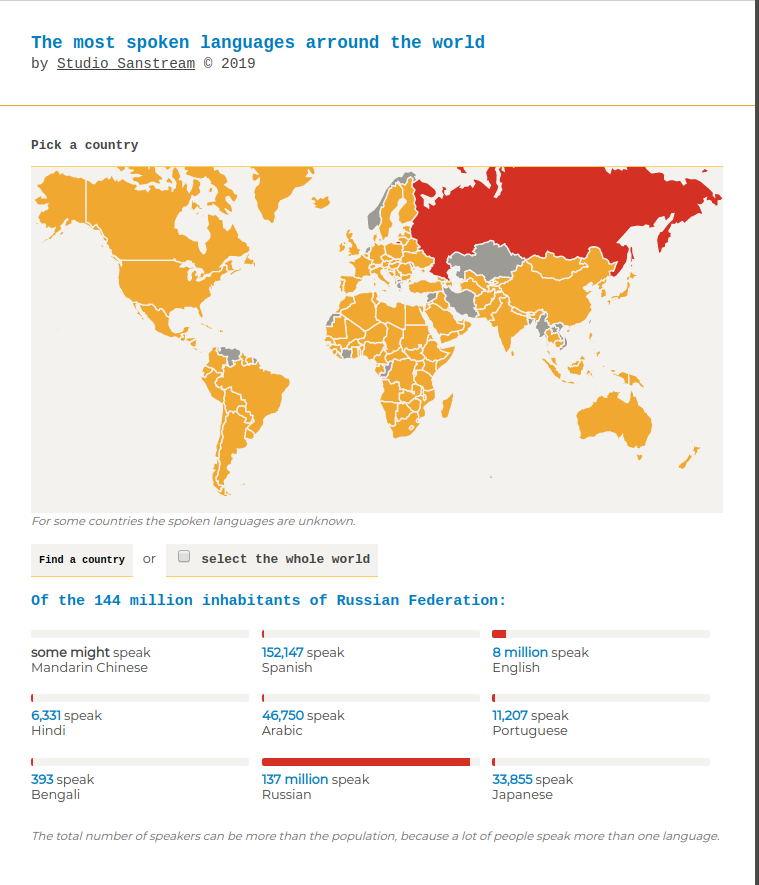 The most spoken languages arround the world
by Studio Sanstream © 2019
Pick a country
For some countries the spoken languages are unknown.
Find a country or select the whole world
Of the 144 million inhabitants of Russian Federation:
some might speak
Mandarin Chinese
152,147 speak
Spanish
8 million speak
English
6,331 speak
Hindi
46,750 speak
Arabic
11,207 speak
Portuguese
393 speak
Bengali
137 million speak
Russian
33,855 speak
Japanese
The total number of speakers can be more than the population, because a lot of people speak more than one language.